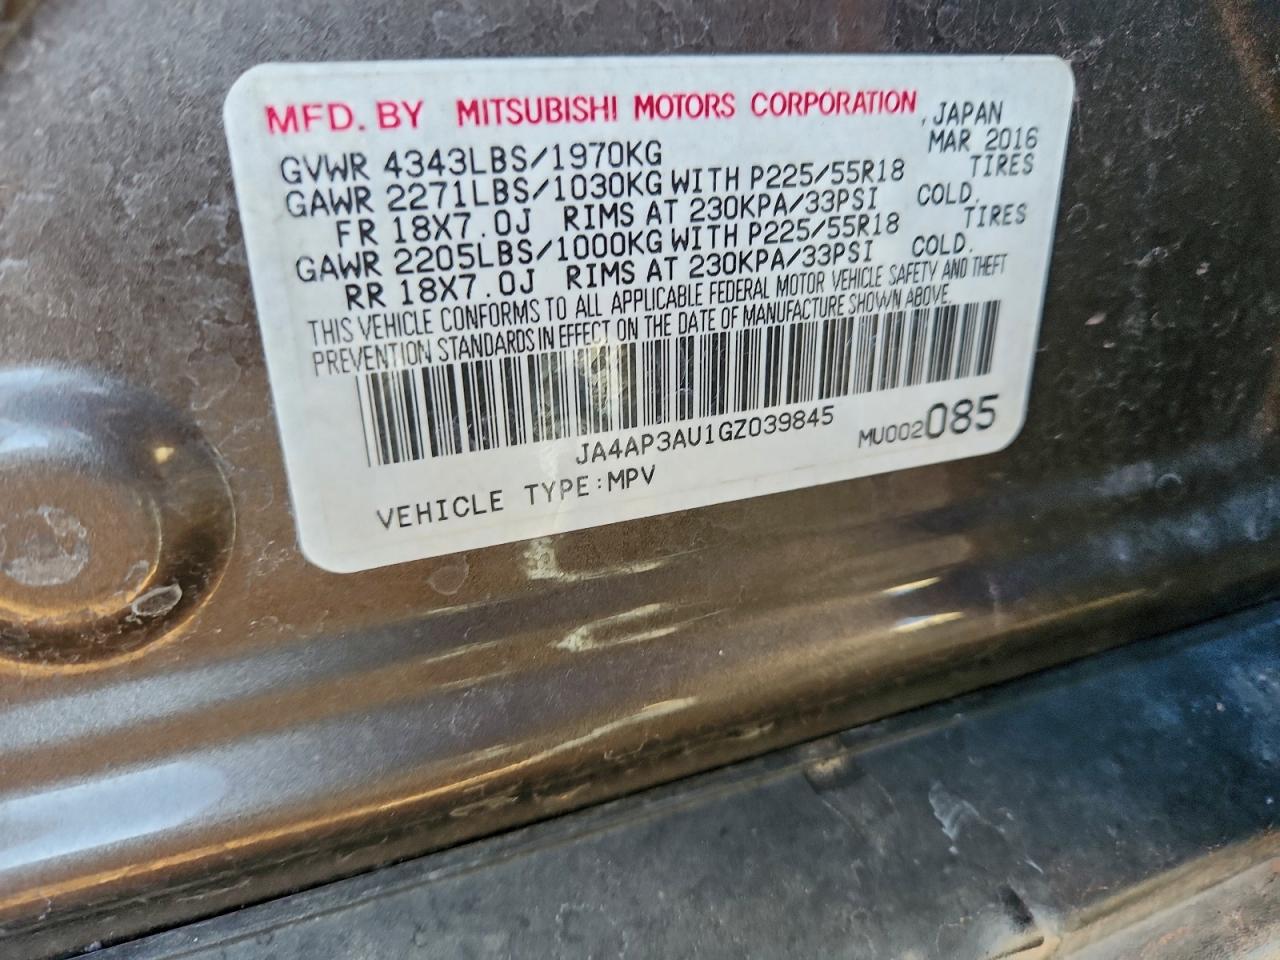 MFD. BY MITSUBISHI MOTORS CORPORATION , JAPAN
MAR 2016
GVWR 4343LBS/1970KG
GAWR 2271LBS/1030KG WITH P225/55R18 TIRES
FR 18X7.0J RIMS AT 230KPA/33PSI COLD.
GAWR 2205LBS/1000KG WITH P225/55R18 TIRES
RR 18X7.0J RIMS AT 230KPA/33PSI COLD.
THIS VEHICLE CONFORMS TO ALL APPLICABLE FEDERAL MOTOR VEHICLE SAFETY AND THEFT
PREVENTION STANDARDS IN EFFECT ON THE DATE OF MANUFACTURE SHOWN ABOVE.
JA4AP3AU1GZ039845
MU002085
VEHICLE TYPE:MPV